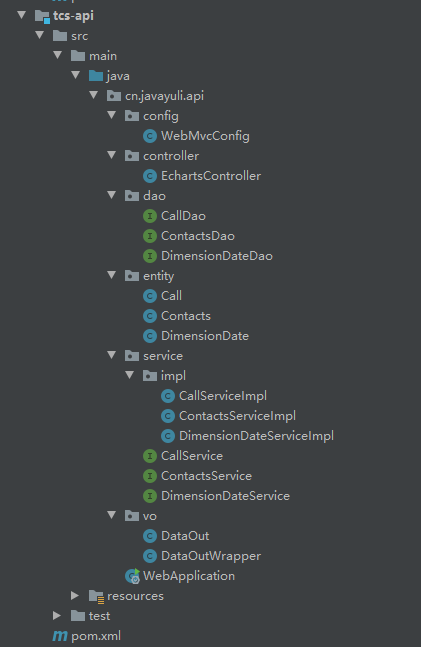 tcs-api
src
main
java
cn.javayuli.api
config
WebMvcConfig
controller
EchartsController
dao
CallDao
ContactsDao
DimensionDateDao
entity
Call
Contacts
DimensionDate
service
impl
CallServiceImpl
ContactsServiceImpl
DimensionDateServiceImpl
CallService
ContactsService
DimensionDateService
vo
DataOut
DataOutWrapper
WebApplication
resources
test
pom.xml